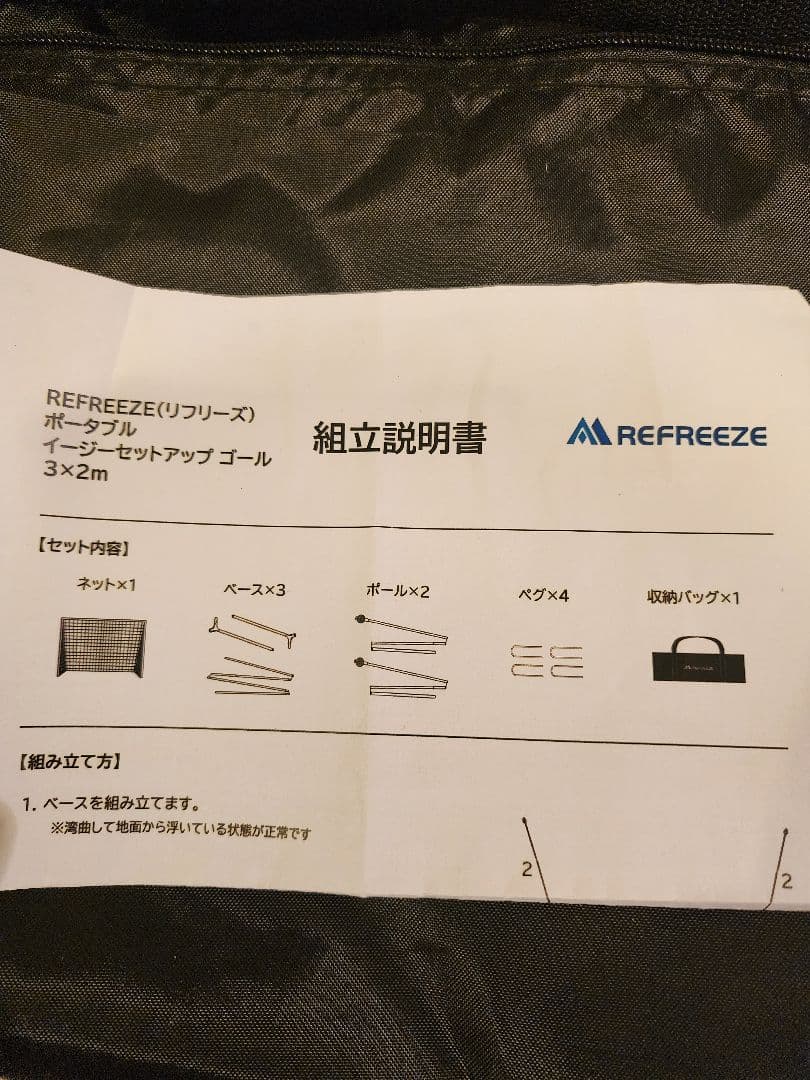 REFREEZE(リフリーズ)
ポータブル
イージーセットアップ ゴール
3×2m
組立説明書
REFREEZE
【セット内容】
ネット×1
ベース×3
ポール×2
ペグ×4
収納バッグ×1
【組み立て方】
1. ベースを組み立てます。
※湾曲して地面から浮いている状態が正常です
2
2